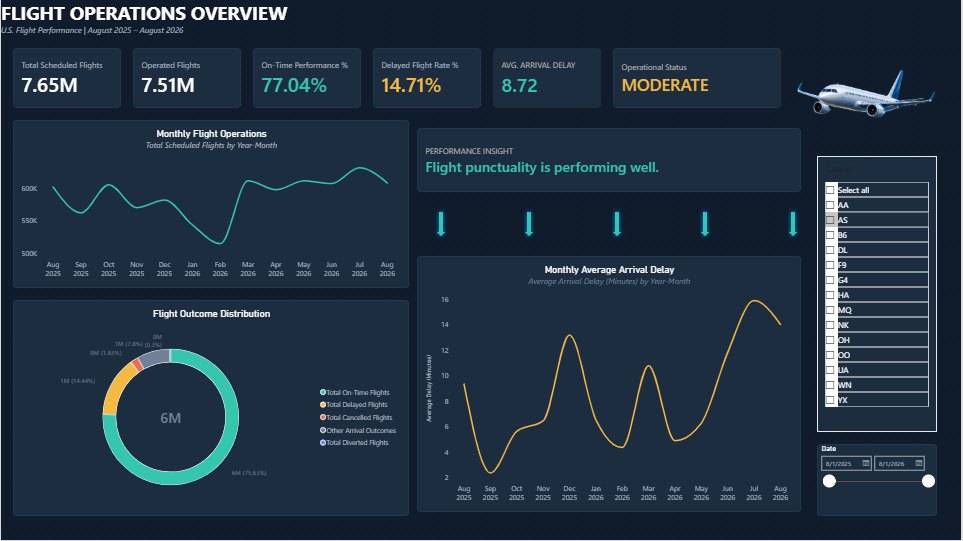 FLIGHT OPERATIONS OVERVIEW
U.S. Flight Performance | August 2025 – August 2026
Total Scheduled Flights
7.65M
Operated Flights
7.51M
On-Time Performance %
77.04%
Delayed Flight Rate %
14.71%
AVG. ARRIVAL DELAY
8.72
Operational Status
MODERATE
Monthly Flight Operations
Total Scheduled Flights by Year-Month
600K
550K
500K
Aug Sep Oct Nov Dec Jan Feb Mar Apr May Jun Jul Aug
2025 2025 2025 2025 2025 2026 2026 2026 2026 2026 2026 2026 2026
PERFORMANCE INSIGHT
Flight punctuality is performing well.
Monthly Average Arrival Delay
Average Arrival Delay (Minutes) by Year-Month
Average Delay (Minutes)
16
14
12
10
8
6
4
2
Aug Sep Oct Nov Dec Jan Feb Mar Apr May Jun Jul Aug
2025 2025 2025 2025 2025 2026 2026 2026 2026 2026 2026 2026 2026
Flight Outcome Distribution
0M
(0.3%)
1M (7.8%)
0M (1.83%)
1M (14.44%)
6M
6M (75.63%)
Total On-Time Flights
Total Delayed Flights
Total Cancelled Flights
Other Arrival Outcomes
Total Diverted Flights
Select all
AA
AS
B6
DL
F9
G4
HA
MQ
NK
OH
OO
UA
WN
YX
Date
8/1/2025
8/1/2026